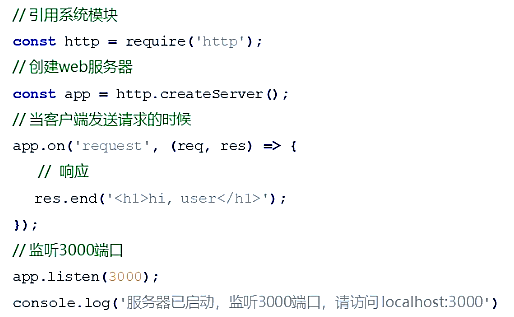 // 引用系统模块
const http = require('http');
// 创建web服务器
const app = http.createServer();
// 当客户端发送请求的时候
app.on('request', (req, res) => {
// 响应
res.end('<h1>hi, user</h1>');
});
// 监听3000端口
app.listen(3000);
console.log('服务器已启动，监听3000端口，请访问 localhost:3000')